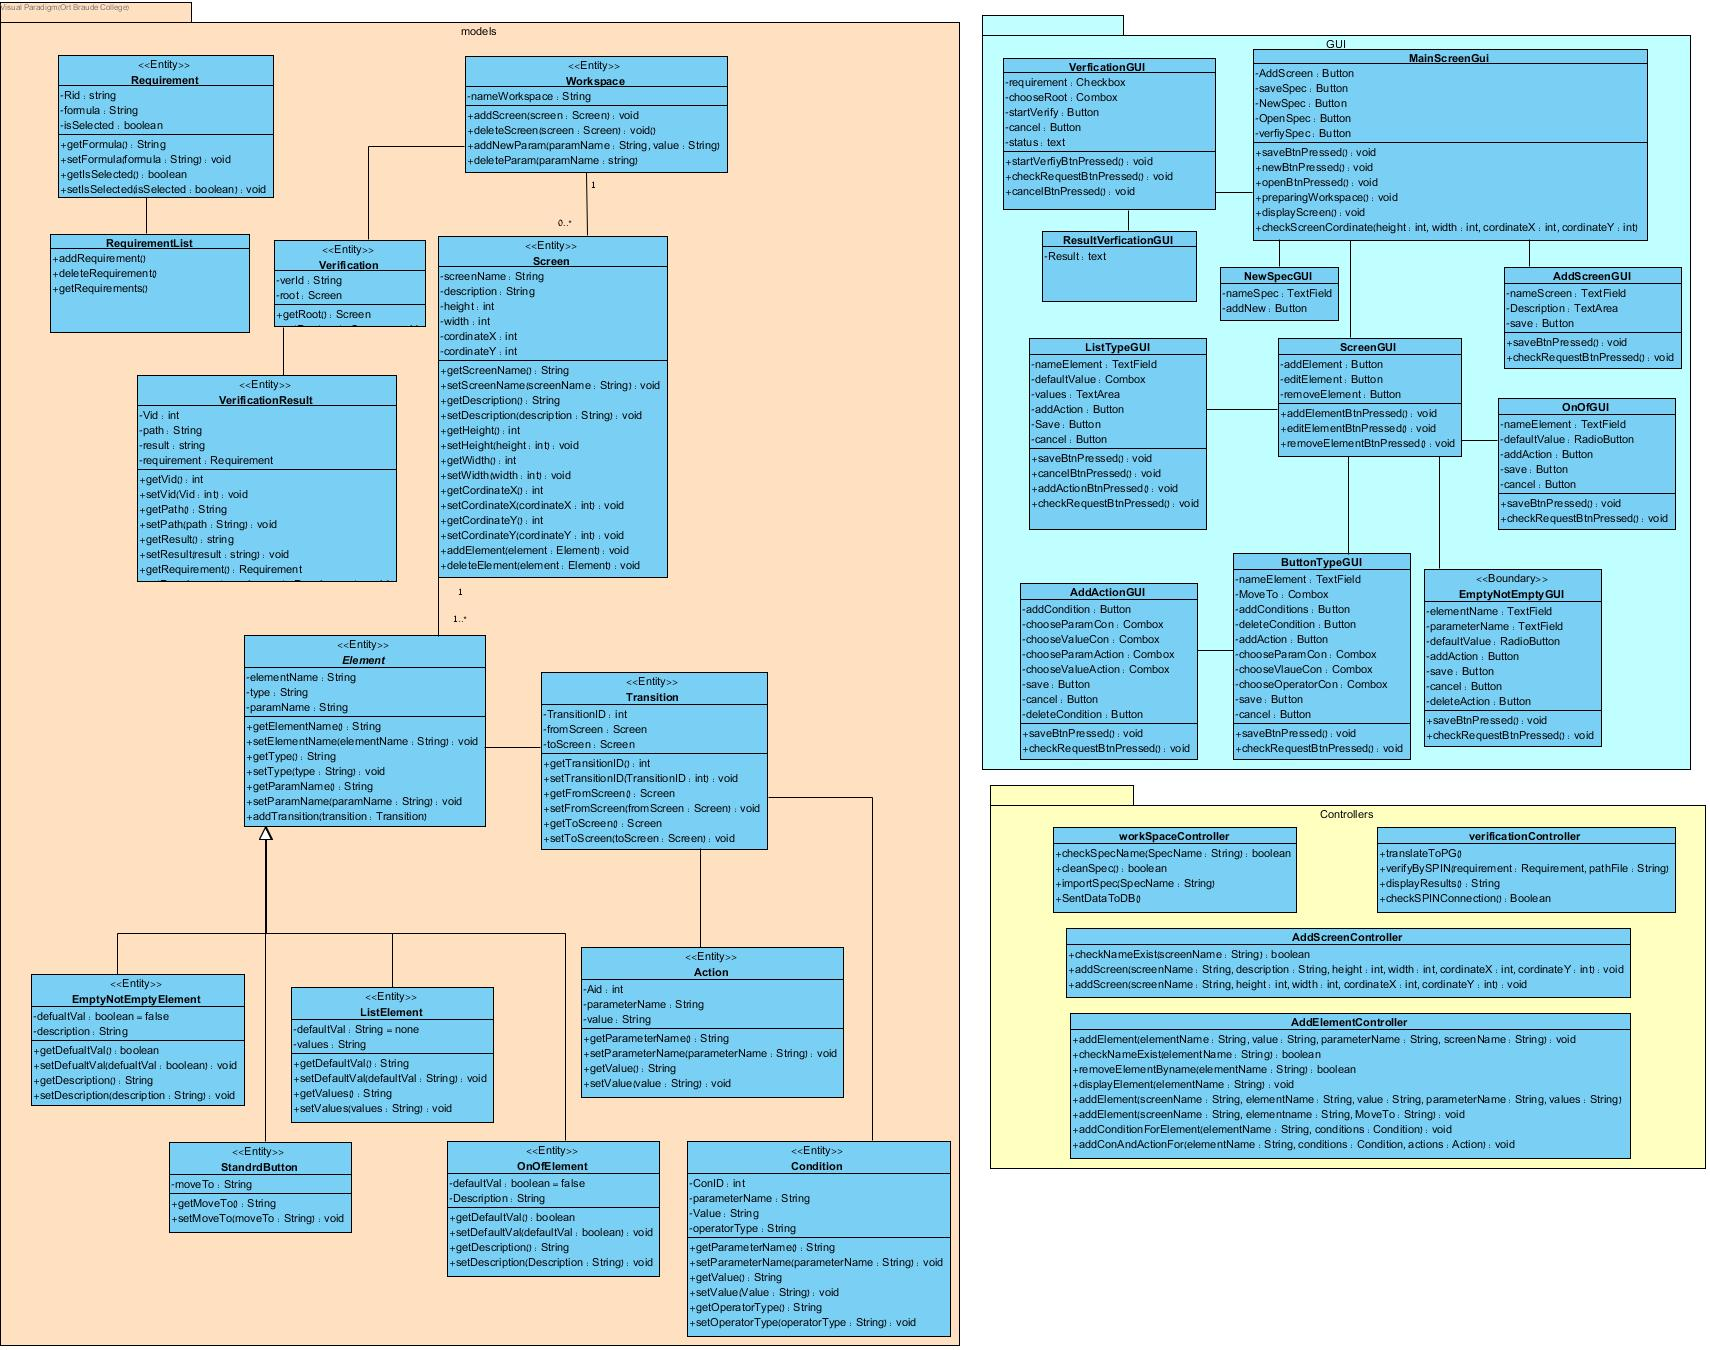 Visual Paradigm(Ort Braude College)
models
<<Entity>>
Requirement
-Rid : string
-formula : String
-isSelected : boolean
+getFormula() : String
+setFormula(formula : String) : void
+getIsSelected() : boolean
+setIsSelected(isSelected : boolean) : void
<<Entity>>
Workspace
-nameWorkspace : String
+addScreen(screen : Screen) : void
+deleteScreen(screen : Screen) : void()
+addNewParam(paramName : String, value : String)
+deleteParam(paramName : string)
1
0..*
RequirementList
+addRequirement()
+deleteRequirement()
+getRequirements()
<<Entity>>
Verification
-verId : String
-root : Screen
+getRoot() : Screen
<<Entity>>
Screen
-screenName : String
-description : String
-height : int
-width : int
-cordinateX : int
-cordinateY : int
+getScreenName() : String
+setScreenName(screenName : String) : void
+getDescription() : String
+setDescription(description : String) : void
+getHeight() : int
+setHeight(height : int) : void
+getWidth() : int
+setWidth(width : int) : void
+getCordinateX() : int
+setCordinateX(cordinateX : int) : void
+getCordinateY() : int
+setCordinateY(cordinateY : int) : void
+addElement(element : Element) : void
+deleteElement(element : Element) : void
<<Entity>>
VerificationResult
-Vid : int
-path : String
-result : string
-requirement : Requirement
+getVid() : int
+setVid(Vid : int) : void
+getPath() : String
+setPath(path : String) : void
+getResult() : string
+setResult(result : string) : void
+getRequirement() : Requirement
1
1..*
<<Entity>>
Element
-elementName : String
-type : String
-paramName : String
+getElementName() : String
+setElementName(elementName : String) : void
+getType() : String
+setType(type : String) : void
+getParamName() : String
+setParamName(paramName : String) : void
+addTransition(transition : Transition)
<<Entity>>
Transition
-TransitionID : int
-fromScreen : Screen
-toScreen : Screen
+getTransitionID() : int
+setTransitionID(TransitionID : int) : void
+getFromScreen() : Screen
+setFromScreen(fromScreen : Screen) : void
+getToScreen() : Screen
+setToScreen(toScreen : Screen) : void
<<Entity>>
EmptyNotEmptyElement
-defualtVal : boolean = false
-description : String
+getDefualtVal() : boolean
+setDefualtVal(defualtVal : boolean) : void
+getDescription() : String
+setDescription(description : String) : void
<<Entity>>
ListElement
-defaultVal : String = none
-values : String
+getDefaultVal() : String
+setDefaultVal(defaultVal : String) : void
+getValues() : String
+setValues(values : String) : void
<<Entity>>
Action
-Aid : int
-parameterName : String
-value : String
+getParameterName() : String
+setParameterName(parameterName : String) : void
+getValue() : String
+setValue(value : String) : void
<<Entity>>
StandrdButton
-moveTo : String
+getMoveTo() : String
+setMoveTo(moveTo : String) : void
<<Entity>>
OnOfElement
-defaultVal : boolean = false
-Description : String
+getDefaultVal() : boolean
+setDefaultVal(defaultVal : boolean) : void
+getDescription() : String
+setDescription(Description : String) : void
<<Entity>>
Condition
-ConID : int
-parameterName : String
-Value : String
-operatorType : String
+getParameterName() : String
+setParameterName(parameterName : String) : void
+getValue() : String
+setValue(Value : String) : void
+getOperatorType() : String
+setOperatorType(operatorType : String) : void
GUI
VerficationGUI
-requirement : Checkbox
-chooseRoot : Combox
-startVerify : Button
-cancel : Button
-status : text
+startVerfiyBtnPressed() : void
+checkRequestBtnPressed() : void
+cancelBtnPressed() : void
MainScreenGui
-AddScreen : Button
-saveSpec : Button
-NewSpec : Button
-OpenSpec : Button
-verfiySpec : Button
+saveBtnPressed() : void
+newBtnPressed() : void
+openBtnPressed() : void
+preparingWorkspace() : void
+displayScreen() : void
+checkScreenCordinate(height : int, width : int, cordinateX : int, cordinateY : int)
ResultVerficationGUI
-Result : text
NewSpecGUI
-nameSpec : TextField
-addNew : Button
AddScreenGUI
-nameScreen : TextField
-Description : TextArea
-save : Button
+saveBtnPressed() : void
+checkRequestBtnPressed() : void
ListTypeGUI
-nameElement : TextField
-defaultValue : Combox
-values : TextArea
-addAction : Button
-Save : Button
-cancel : Button
+saveBtnPressed() : void
+cancelBtnPressed() : void
+addActionBtnPressed() : void
+checkRequestBtnPressed() : void
ScreenGUI
-addElement : Button
-editElement : Button
-removeElement : Button
+addElementBtnPressed() : void
+editElementBtnPressed() : void
+removeElementBtnPressed() : void
OnOfGUI
-nameElement : TextField
-defaultValue : RadioButton
-addAction : Button
-save : Button
-cancel : Button
+saveBtnPressed() : void
+checkRequestBtnPressed() : void
AddActionGUI
-addCondition : Button
-chooseParamCon : Combox
-chooseValueCon : Combox
-chooseParamAction : Combox
-chooseValueAction : Combox
-save : Button
-cancel : Button
-deleteCondition : Button
+saveBtnPressed() : void
+checkRequestBtnPressed() : void
ButtonTypeGUI
-nameElement : TextField
-MoveTo : Combox
-addConditions : Button
-deleteCondition : Button
-addAction : Button
-chooseParamCon : Combox
-chooseVlaueCon : Combox
-chooseOperatorCon : Combox
-save : Button
-cancel : Button
+saveBtnPressed() : void
+checkRequestBtnPressed() : void
<<Boundary>>
EmptyNotEmptyGUI
-elementName : TextField
-parameterName : TextField
-defaultValue : RadioButton
-addAction : Button
-save : Button
-cancel : Button
-deleteAction : Button
+saveBtnPressed() : void
+checkRequestBtnPressed() : void
Controllers
workSpaceController
+checkSpecName(SpecName : String) : boolean
+cleanSpec() : boolean
+importSpec(SpecName : String)
+SentDataToDB()
verificationController
+translateToPG()
+verifyBySPIN(requirement : Requirement, pathFile : String)
+displayResults() : String
+checkSPINConnection() : Boolean
AddScreenController
+checkNameExist(screenName : String) : boolean
+addScreen(screenName : String, description : String, height : int, width : int, cordinateX : int, cordinateY : int) : void
+addScreen(screenName : String, height : int, width : int, cordinateX : int, cordinateY : int) : void
AddElementController
+addElement(elementName : String, value : String, parameterName : String, screenName : String) : void
+checkNameExist(elementName : String) : boolean
+removeElementByname(elementName : String) : boolean
+displayElement(elementName : String) : void
+addElement(screenName : String, elementName : String, value : String, parameterName : String, values : String)
+addElement(screenName : String, elementname : String, MoveTo : String) : void
+addConditionForElement(elementName : String, conditions : Condition) : void
+addConAndActionFor(elementName : String, conditions : Condition, actions : Action) : void